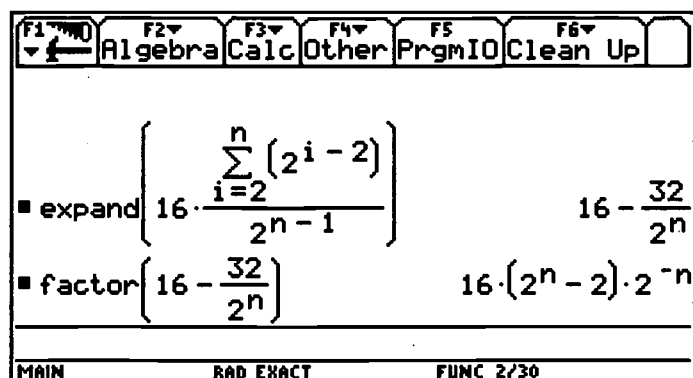 F1 F2 Algebra F3 Calc F4 Other F5 PrgmIO F6 Clean Up
▪ expand(16·(∑_{i=2}^{n}(2^{i-2}))/(2^{n-1})) 16-32/2^n
▪ factor(16-32/2^n) 16·(2^n-2)·2^{-n}
MAIN RAD EXACT FUNC 2/30